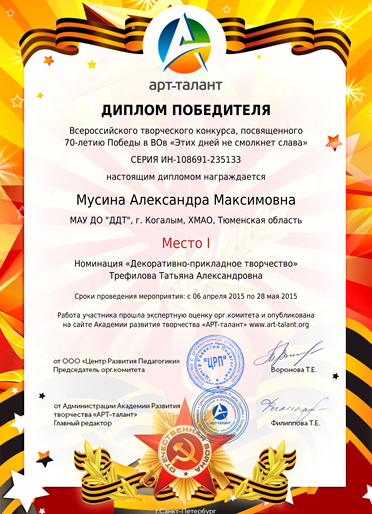 арт-талант
ДИПЛОМ ПОБЕДИТЕЛЯ
Всероссийского творческого конкурса, посвященного
70-летию Победы в ВОв «Этих дней не смолкнет слава»
СЕРИЯ ИН-108691-235133
настоящим дипломом награждается
Мусина Александра Максимовна
МАУ ДО "ДДТ", г. Когалым, ХМАО, Тюменская область
Место I
Номинация «Декоративно-прикладное творчество»
Трефилова Татьяна Александровна
Сроки проведения мероприятия: с 06 апреля 2015 по 28 мая 2015
Работа участника прошла экспертную оценку орг.комитета и опубликована
на сайте Академии развития творчества «АРТ-талант» www.art-talant.org
от ООО «Центр Развития Педагогики»
Председатель орг.комитета
"ЦРП"
Воронова Т.Е.
от Администрации Академии Развития
творчества «АРТ-талант»
Главный редактор
арт-талант
Филиппова Т.Е.
ОТЕЧЕСТВЕННАЯ ВОЙНА
г.Санкт-Петербург